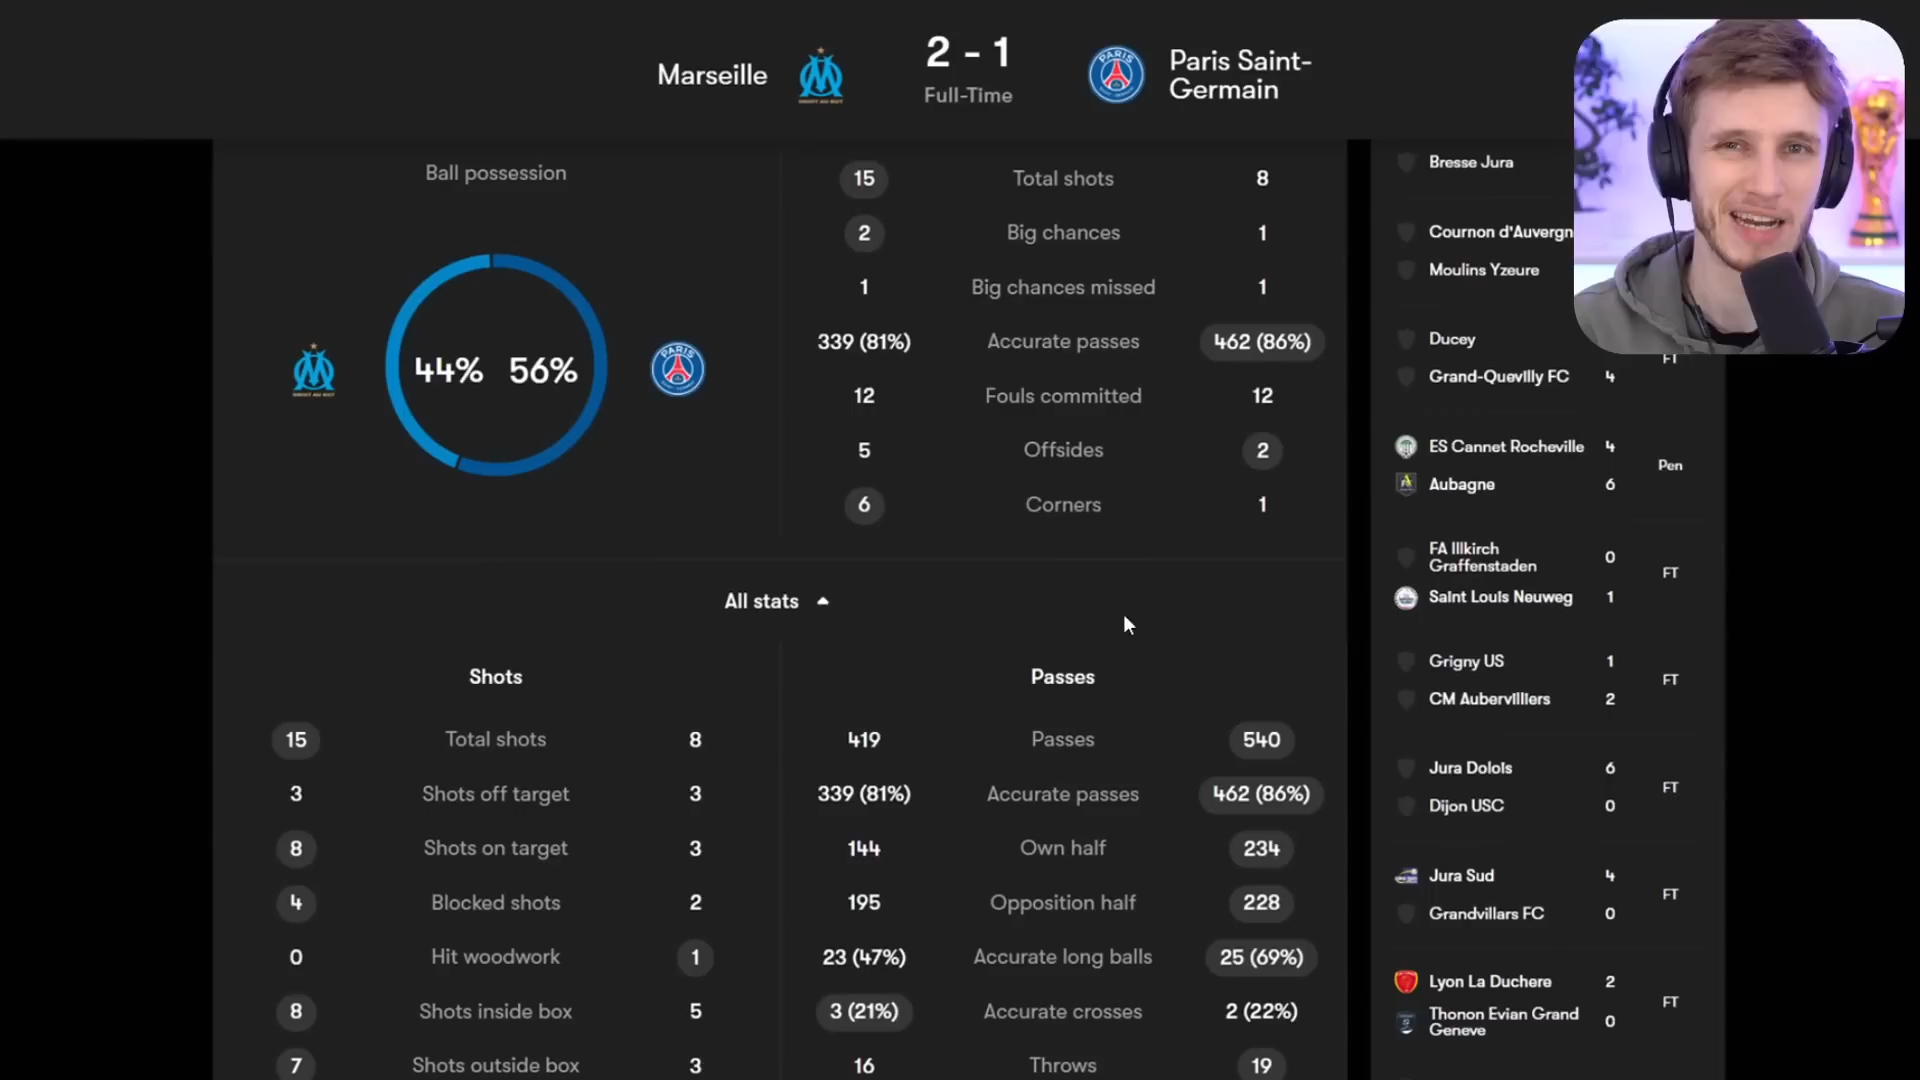 Marseille
2 - 1
Full-Time
Paris Saint-
Germain
Ball possession
44% 56%
15 Total shots 8
2 Big chances 1
1 Big chances missed 1
339 (81%) Accurate passes 462 (86%)
12 Fouls committed 12
5 Offsides 2
6 Corners 1
All stats
Shots
15 Total shots 8
3 Shots off target 3
8 Shots on target 3
4 Blocked shots 2
0 Hit woodwork 1
8 Shots inside box 5
7 Shots outside box 3
Passes
419 Passes 540
339 (81%) Accurate passes 462 (86%)
144 Own half 234
195 Opposition half 228
23 (47%) Accurate long balls 25 (69%)
3 (21%) Accurate crosses 2 (22%)
16 Throws 19
Bresse Jura
Cournon d'Auvergn
Moulins Yzeure
Ducey
FT
Grand-Quevilly FC 4
ES Cannet Rocheville 4
Pen
Aubagne 6
FA Illkirch
Graffenstaden 0
FT
Saint Louis Neuweg 1
Grigny US 1
FT
CM Aubervilliers 2
Jura Dolois 6
FT
Dijon USC 0
Jura Sud 4
FT
Grandvillars FC 0
Lyon La Duchere 2
FT
Thonon Evian Grand
Geneve 0